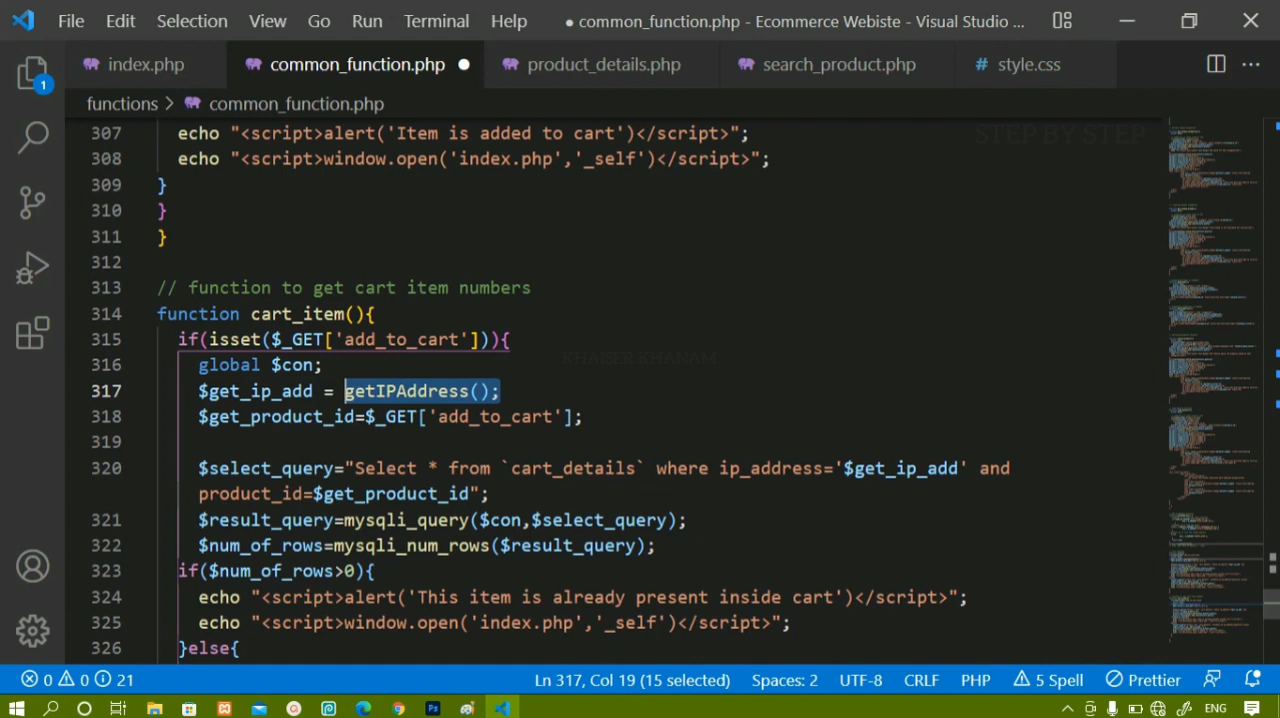 File Edit Selection View Go Run Terminal Help ● common_function.php - Ecommerce Webiste - Visual Studio ...
index.php common_function.php ● product_details.php search_product.php # style.css ...
1
functions > common_function.php
STEP BY STEP
307 echo "<script>alert('Item is added to cart')</script>";
308 echo "<script>window.open('index.php','_self')</script>";
309 }
310 }
311 }
312
313 // function to get cart item numbers
314 function cart_item(){
315 if(isset($_GET['add_to_cart'])){
KHAISER KHANAM
316 global $con;
317 $get_ip_add = getIPAddress();
318 $get_product_id=$_GET['add_to_cart'];
319
320 $select_query="Select * from `cart_details` where ip_address='$get_ip_add' and
product_id=$get_product_id";
321 $result_query=mysqli_query($con,$select_query);
322 $num_of_rows=mysqli_num_rows($result_query);
323 if($num_of_rows>0){
324 echo "<script>alert('This item is already present inside cart')</script>";
325 echo "<script>window.open('index.php','_self')</script>";
326 }else{
0 0 21 Ln 317, Col 19 (15 selected) Spaces: 2 UTF-8 CRLF PHP 5 Spell Prettier
Ps ENG